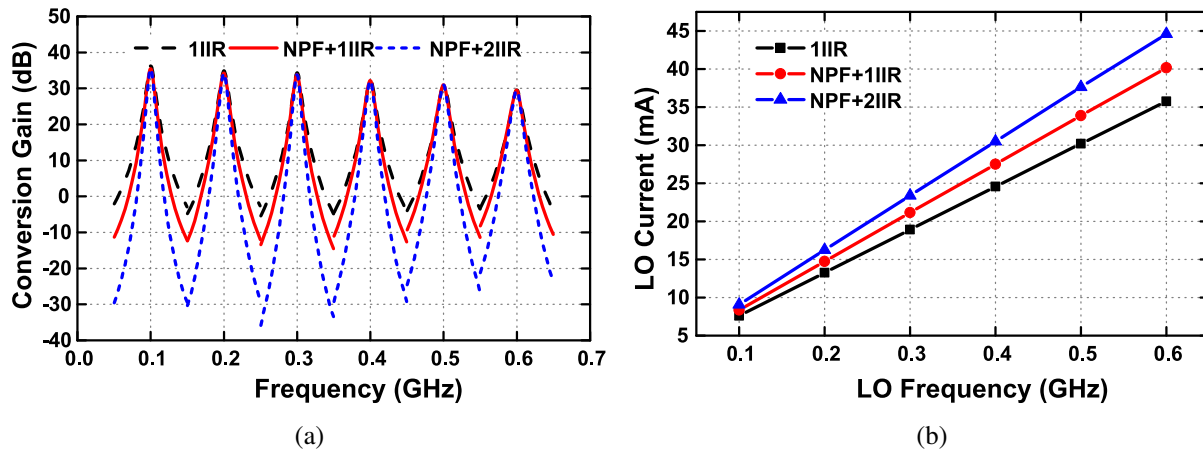 50
40
30
20
10
0
-10
-20
-30
-40
Conversion Gain (dB)
1IIR NPF+1IIR NPF+2IIR
0.0 0.1 0.2 0.3 0.4 0.5 0.6 0.7
Frequency (GHz)
(a)
45
40
35
30
25
20
15
10
5
LO Current (mA)
1IIR
NPF+1IIR
NPF+2IIR
0.1 0.2 0.3 0.4 0.5 0.6
LO Frequency (GHz)
(b)